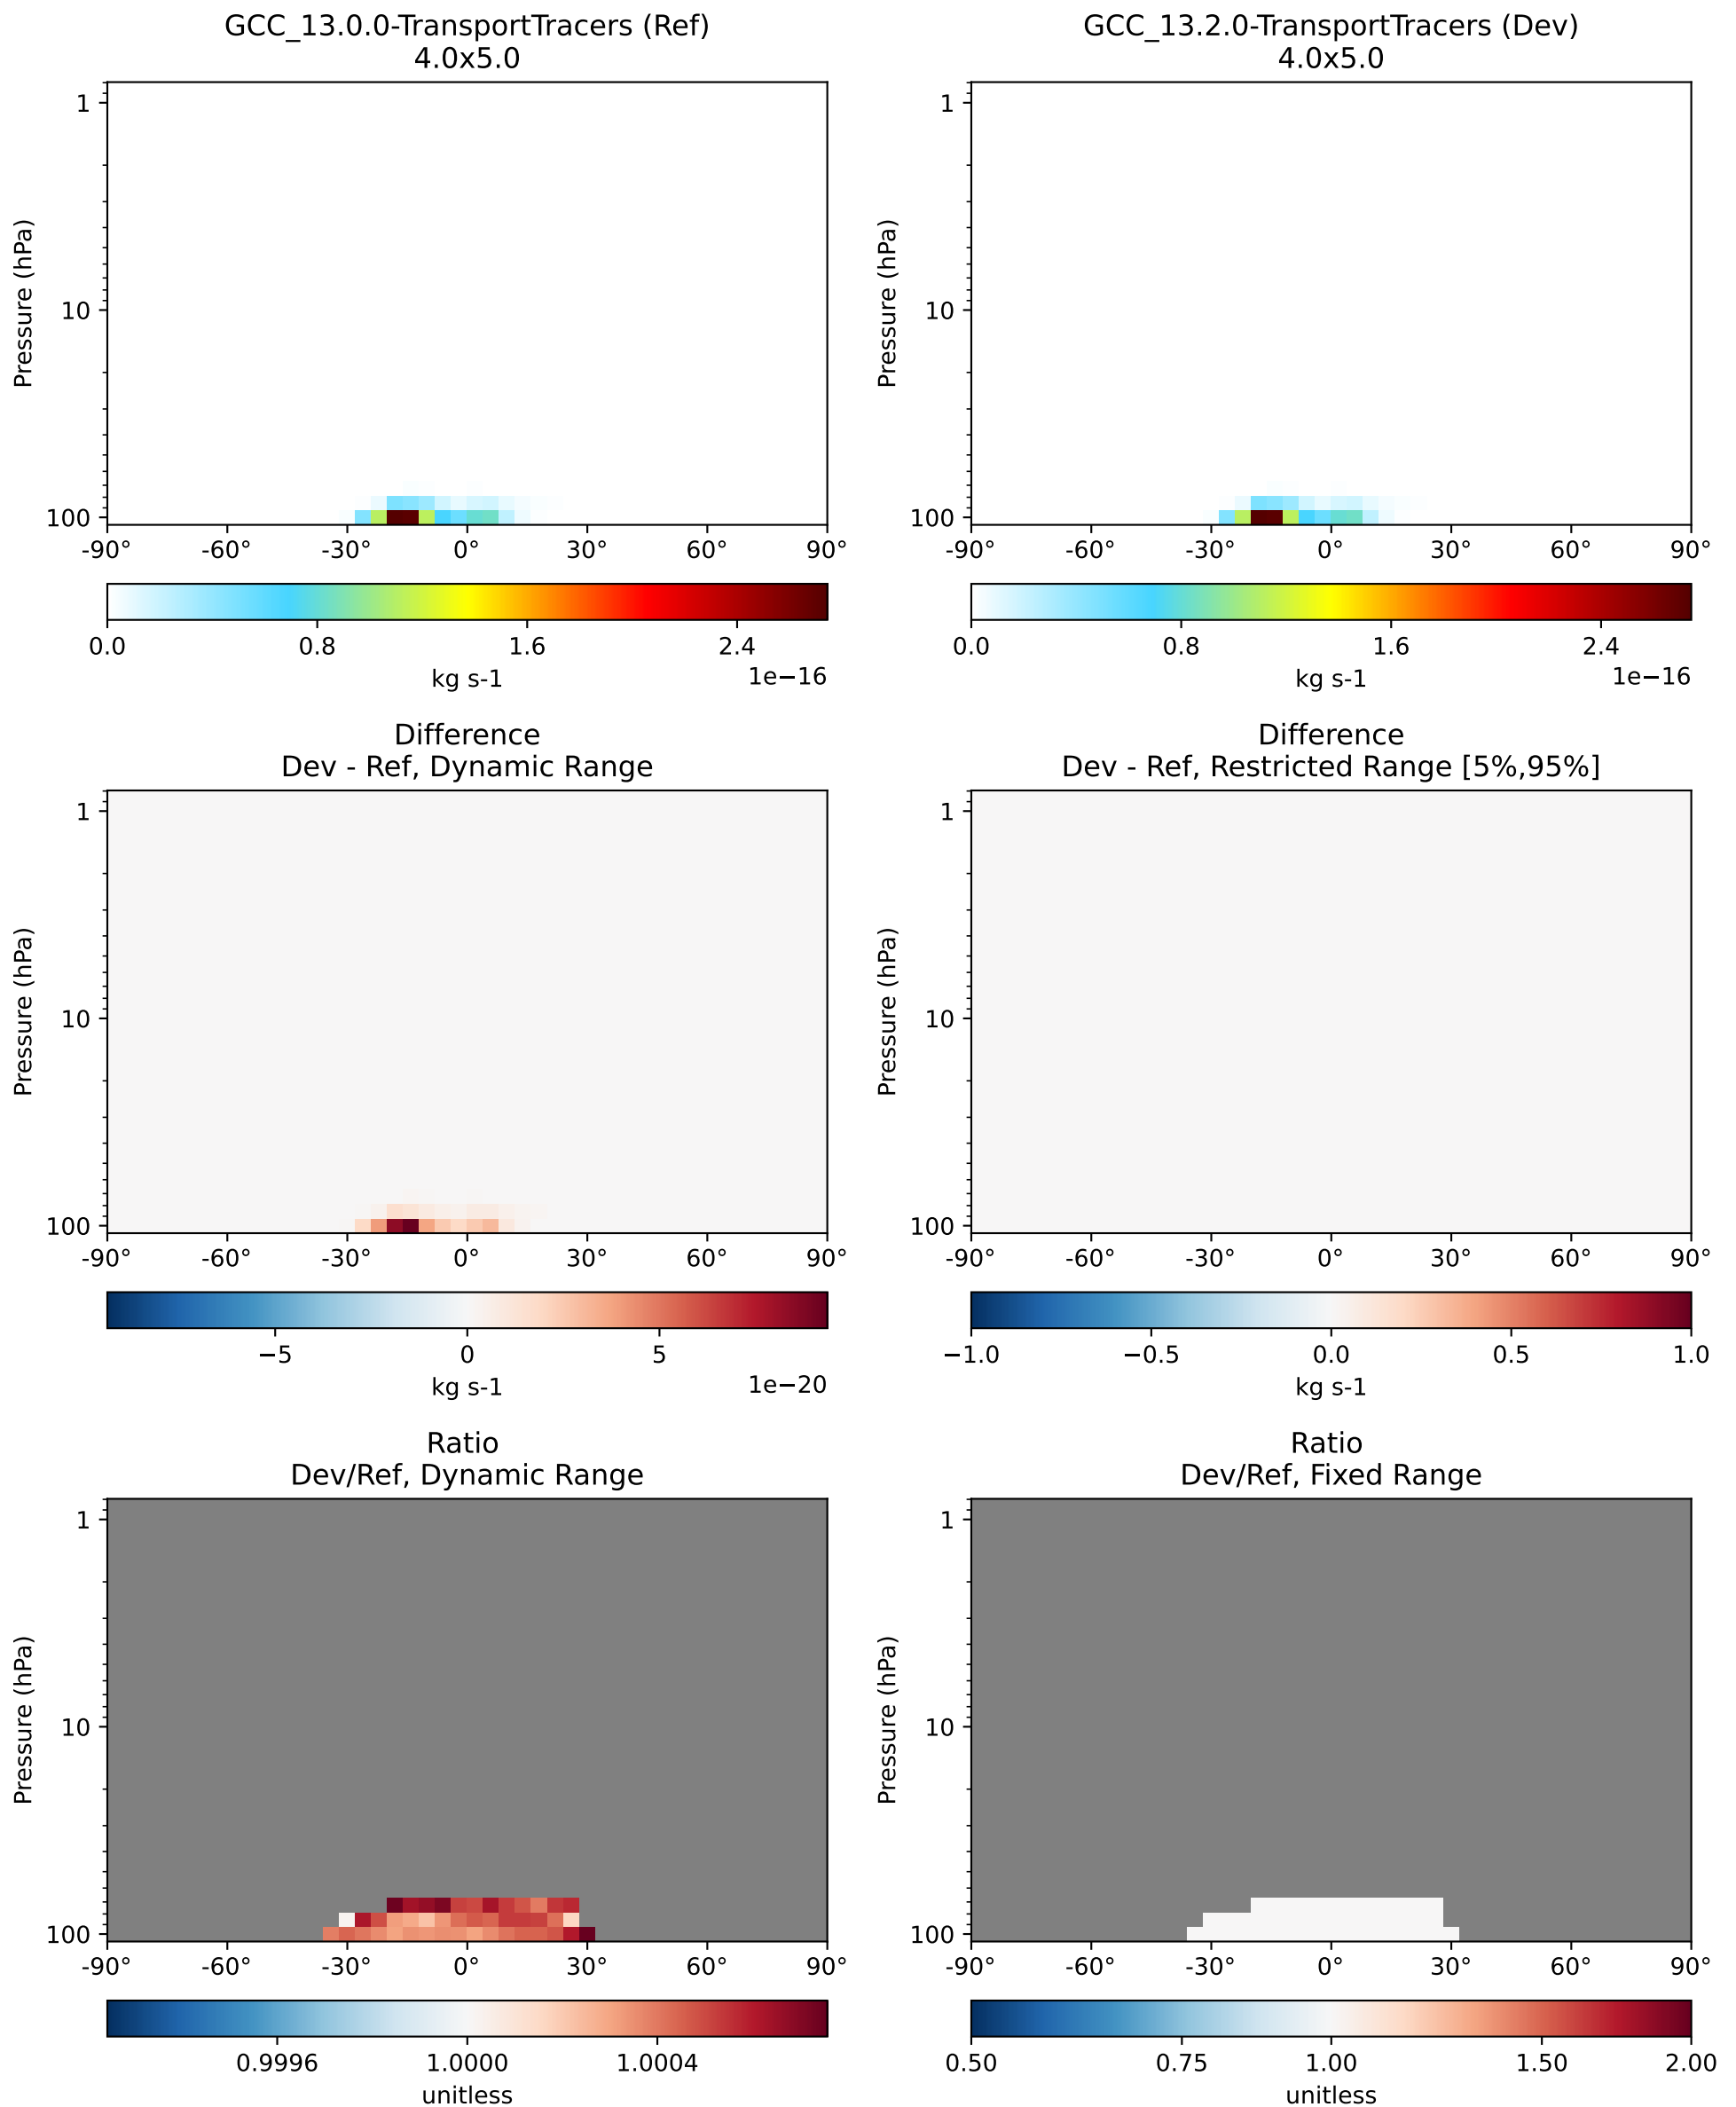 GCC_13.0.0-TransportTracers (Ref)
4.0x5.0
1
10
100
Pressure (hPa)
-90° -60° -30° 0° 30° 60° 90°
0.0 0.8 1.6 2.4
kg s-1
1e−16
GCC_13.2.0-TransportTracers (Dev)
4.0x5.0
1
10
100
Pressure (hPa)
-90° -60° -30° 0° 30° 60° 90°
0.0 0.8 1.6 2.4
kg s-1
1e−16
Difference
Dev - Ref, Dynamic Range
1
10
100
Pressure (hPa)
-90° -60° -30° 0° 30° 60° 90°
−5 0 5
kg s-1
1e−20
Difference
Dev - Ref, Restricted Range [5%,95%]
1
10
100
Pressure (hPa)
-90° -60° -30° 0° 30° 60° 90°
−1.0 −0.5 0.0 0.5 1.0
kg s-1
Ratio
Dev/Ref, Dynamic Range
1
10
100
Pressure (hPa)
-90° -60° -30° 0° 30° 60° 90°
0.9996 1.0000 1.0004
unitless
Ratio
Dev/Ref, Fixed Range
1
10
100
Pressure (hPa)
-90° -60° -30° 0° 30° 60° 90°
0.50 0.75 1.00 1.50 2.00
unitless